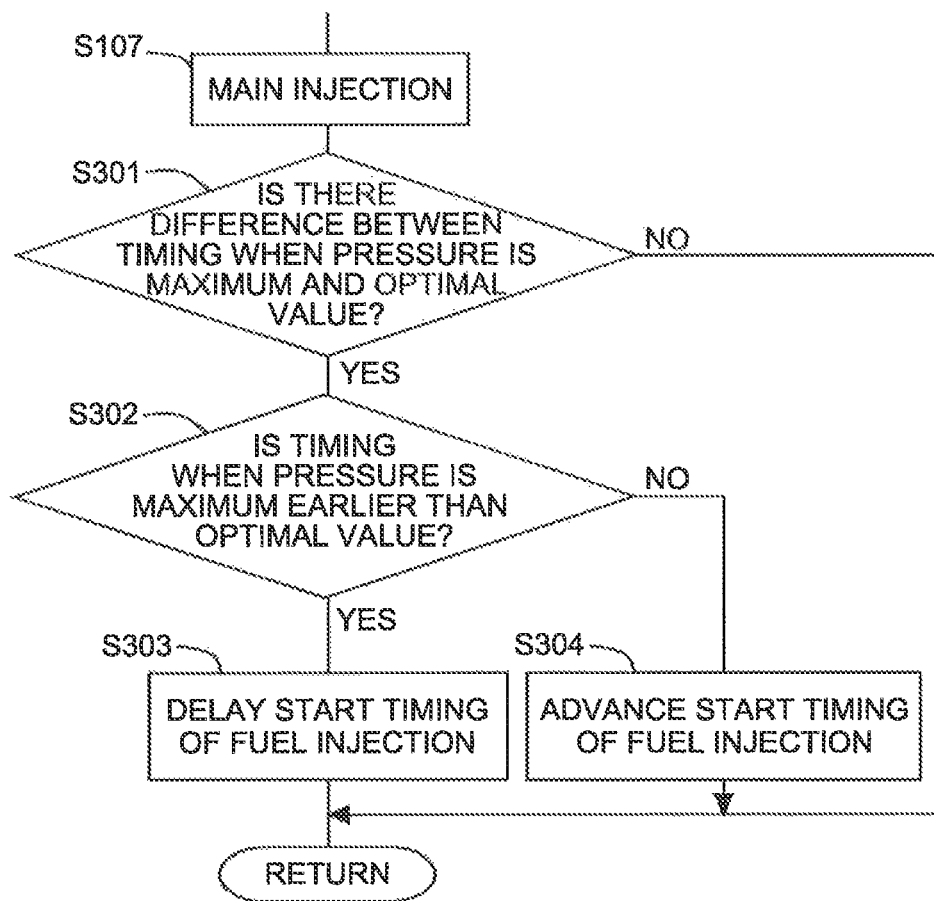 S107
MAIN INJECTION
S301
IS THERE
DIFFERENCE BETWEEN
TIMING WHEN PRESSURE IS
MAXIMUM AND OPTIMAL
VALUE?
NO
YES
S302
IS TIMING
WHEN PRESSURE IS
MAXIMUM EARLIER THAN
OPTIMAL VALUE?
NO
YES
S303
DELAY START TIMING
OF FUEL INJECTION
S304
ADVANCE START TIMING
OF FUEL INJECTION
RETURN